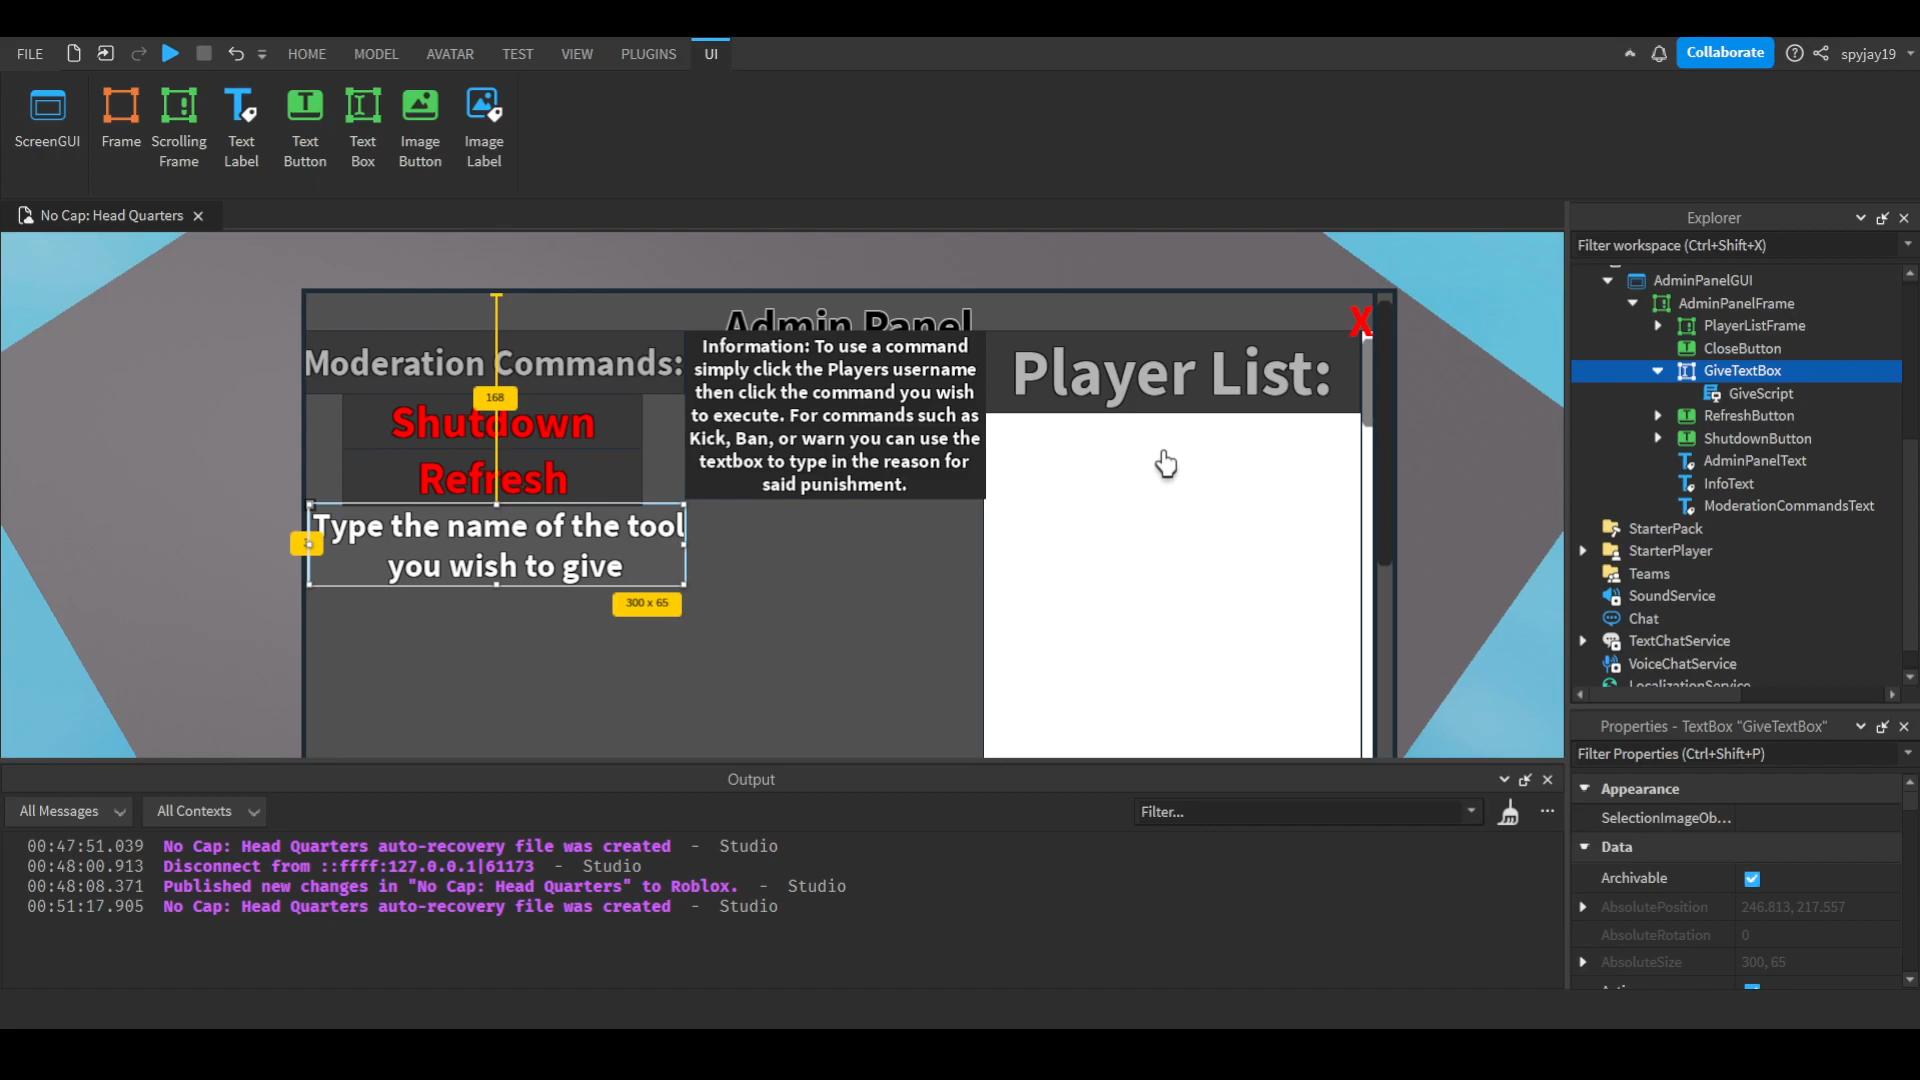 FILE
HOME
MODEL
AVATAR
TEST
VIEW
PLUGINS
UI
Collaborate
spyjay19
ScreenGUI
Frame
Scrolling
Frame
Text
Label
Text
Button
Text
Box
Image
Button
Image
Label
No Cap: Head Quarters
Admin Panel
X
Moderation Commands:
168
Shutdown
Refresh
Type the name of the tool
you wish to give
300 x 65
Information: To use a command
simply click the Players username
then click the command you wish
to execute. For commands such as
Kick, Ban, or warn you can use the
textbox to type in the reason for
said punishment.
Player List:
Explorer
Filter workspace (Ctrl+Shift+X)
AdminPanelGUI
AdminPanelFrame
PlayerListFrame
CloseButton
GiveTextBox
GiveScript
RefreshButton
ShutdownButton
AdminPanelText
InfoText
ModerationCommandsText
StarterPack
StarterPlayer
Teams
SoundService
Chat
TextChatService
VoiceChatService
LocalizationService
Properties - TextBox "GiveTextBox"
Filter Properties (Ctrl+Shift+P)
Appearance
SelectionImageOb...
Data
Archivable
AbsolutePosition 246.813, 217.557
AbsoluteRotation 0
AbsoluteSize 300, 65
Output
All Messages
All Contexts
Filter...
00:47:51.039 No Cap: Head Quarters auto-recovery file was created - Studio
00:48:00.913 Disconnect from ::ffff:127.0.0.1|61173 - Studio
00:48:08.371 Published new changes in "No Cap: Head Quarters" to Roblox. - Studio
00:51:17.905 No Cap: Head Quarters auto-recovery file was created - Studio